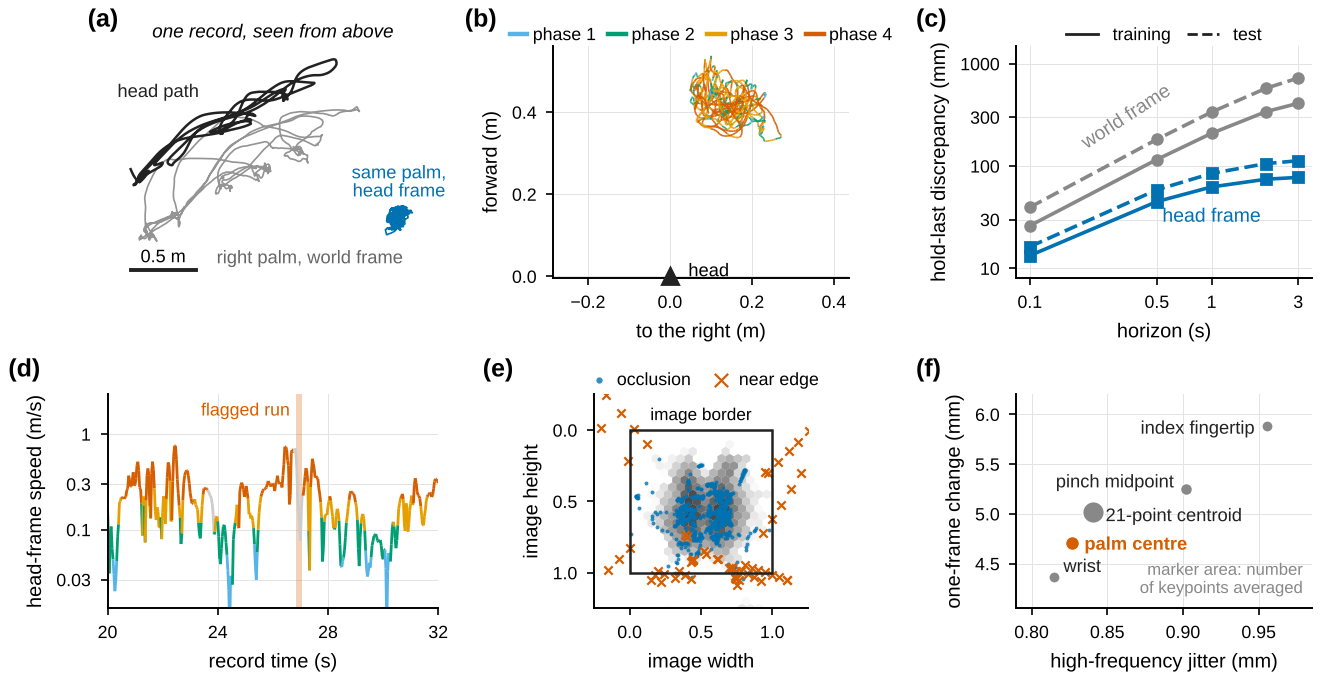 (a)
one record, seen from above
head path
same palm,
head frame
0.5 m
right palm, world frame
(b)
phase 1
phase 2
phase 3
phase 4
forward (m)
0.4
0.2
0.0
head
−0.2
0.0
0.2
0.4
to the right (m)
(c)
training
test
hold-last discrepancy (mm)
1000
300
100
30
10
world frame
head frame
0.1
0.5
1
3
horizon (s)
(d)
head-frame speed (m/s)
flagged run
1
0.3
0.1
0.03
20
24
28
32
record time (s)
(e)
occlusion
near edge
image border
image height
0.0
0.5
1.0
0.0
0.5
1.0
image width
(f)
one-frame change (mm)
6.0
5.5
5.0
4.5
index fingertip
pinch midpoint
21-point centroid
palm centre
wrist
marker area: number
of keypoints averaged
0.80
0.85
0.90
0.95
high-frequency jitter (mm)